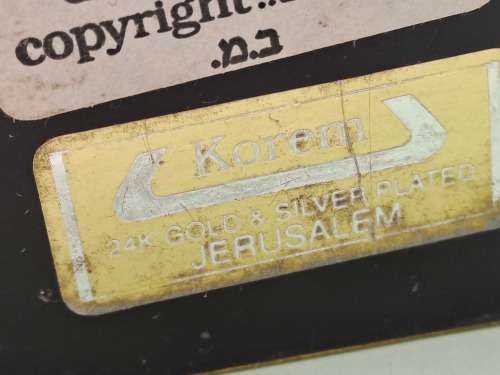 copyright
ב.מ.
Korem
24K GOLD & SILVER PLATED
JERUSALEM